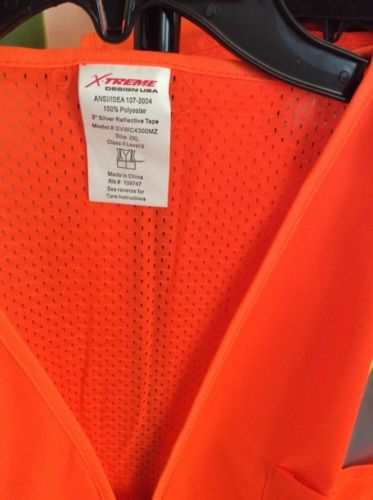 X-TREME
DESIGN USA
ANSI/ISEA 107-2004
100% Polyester
2" Silver Reflective Tape
Model # SVWC4300MZ
Size: 2XL
Class II Level II
Made in China
RN # 109747
See reverse for
Care Instructions